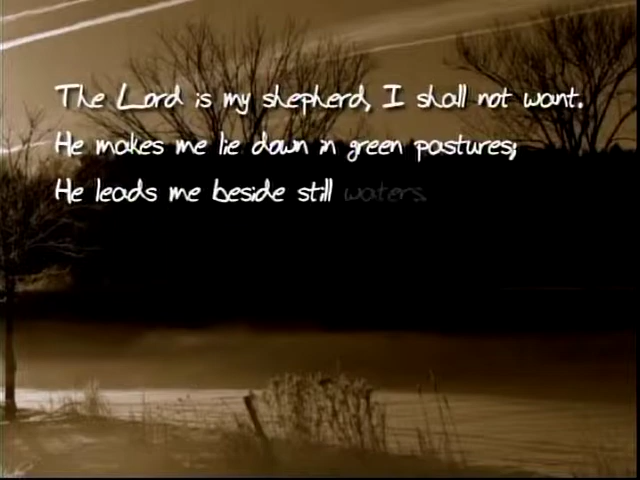 The Lord is my shepherd, I shall not want.
He makes me lie down in green pastures;
He leads me beside still waters.